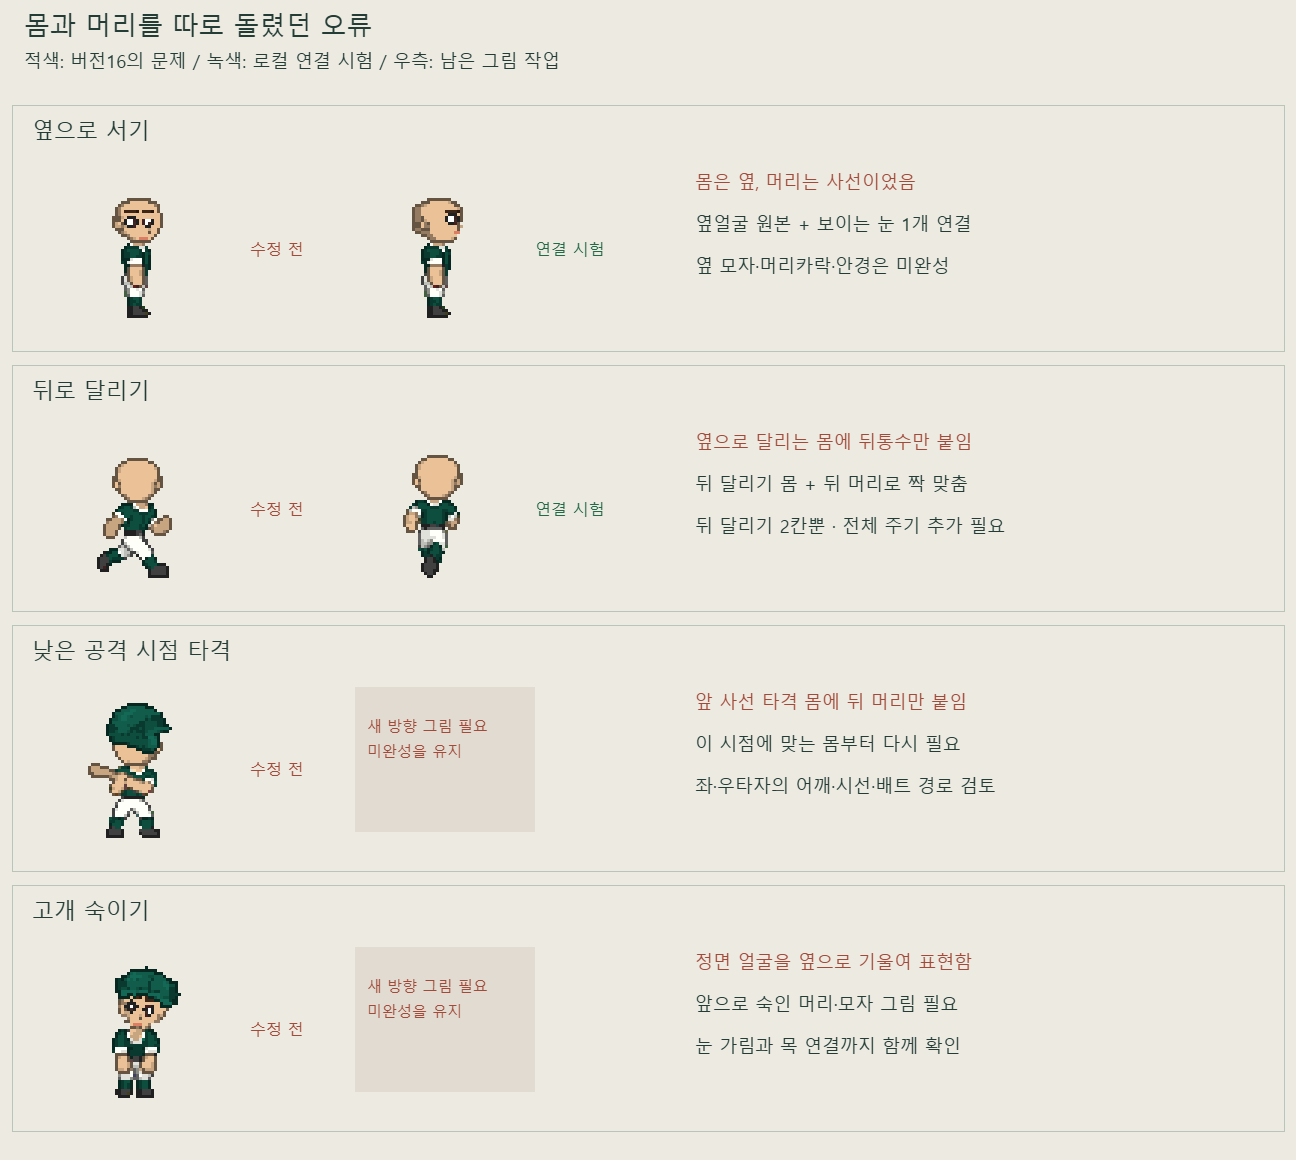 몸과 머리를 따로 돌렸던 오류
적색: 버전16의 문제 / 녹색: 로컬 연결 시험 / 우측: 남은 그림 작업
옆으로 서기
수정 전
연결 시험
몸은 옆, 머리는 사선이었음
옆얼굴 원본 + 보이는 눈 1개 연결
옆 모자·머리카락·안경은 미완성
뒤로 달리기
수정 전
연결 시험
옆으로 달리는 몸에 뒤통수만 붙임
뒤 달리기 몸 + 뒤 머리로 짝 맞춤
뒤 달리기 2칸뿐 · 전체 주기 추가 필요
낮은 공격 시점 타격
수정 전
새 방향 그림 필요
미완성을 유지
앞 사선 타격 몸에 뒤 머리만 붙임
이 시점에 맞는 몸부터 다시 필요
좌·우타자의 어깨·시선·배트 경로 검토
고개 숙이기
수정 전
새 방향 그림 필요
미완성을 유지
정면 얼굴을 옆으로 기울여 표현함
앞으로 숙인 머리·모자 그림 필요
눈 가림과 목 연결까지 함께 확인